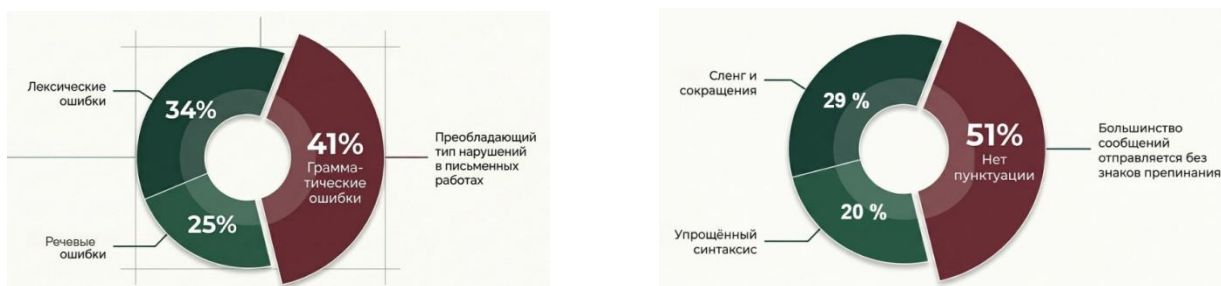 Лексические
ошибки
34%
41%
Грамма-
тические
ошибки
Преобладающий
тип нарушений
в письменных
работах
25%
Речевые
ошибки
Сленг и
сокращения
29 %
51%
Нет
пунктуации
Большинство
сообщений
отправляется без
знаков препинания
20 %
Упрощённый
синтаксис